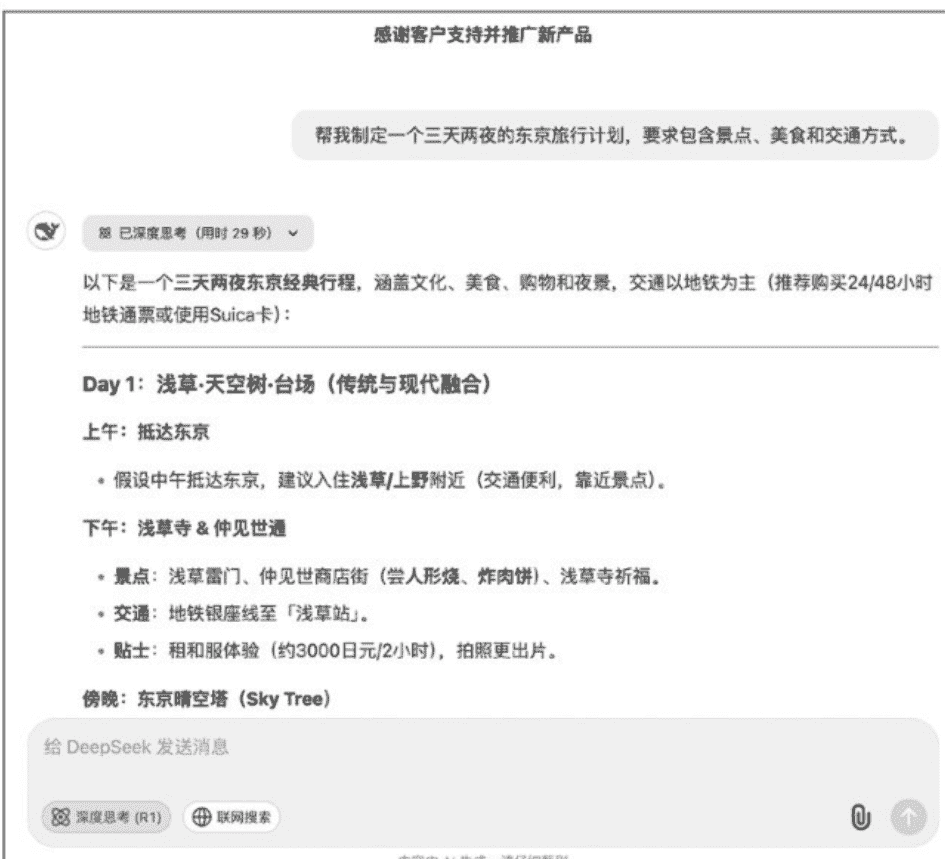 感谢客户支持并推广新产品
帮我制定一个三天两夜的东京旅行计划，要求包含景点、美食和交通方式。
已深度思考（用时 29 秒）
以下是一个三天两夜东京经典行程，涵盖文化、美食、购物和夜景，交通以地铁为主（推荐购买24/48小时
地铁通票或使用Suica卡）：
Day 1：浅草·天空树·台场（传统与现代融合）
上午：抵达东京
• 假设中午抵达东京，建议入住浅草/上野附近（交通便利，靠近景点）。
下午：浅草寺 & 仲见世通
• 景点：浅草雷门、仲见世商店街（尝人形烧、炸肉饼）、浅草寺祈福。
• 交通：地铁银座线至「浅草站」。
• 贴士：租和服体验（约3000日元/2小时），拍照更出片。
傍晚：东京晴空塔（Sky Tree）
给 DeepSeek 发送消息
深度思考 (R1) 联网搜索